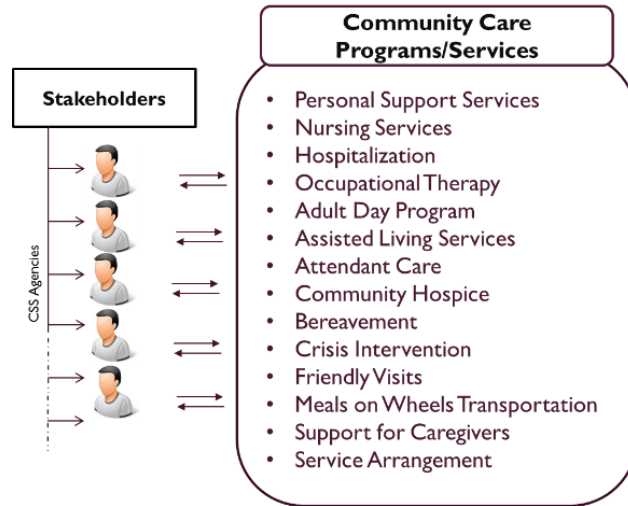 Community Care
Programs/Services
Stakeholders
CSS Agencies
• Personal Support Services
• Nursing Services
• Hospitalization
• Occupational Therapy
• Adult Day Program
• Assisted Living Services
• Attendant Care
• Community Hospice
• Bereavement
• Crisis Intervention
• Friendly Visits
• Meals on Wheels Transportation
• Support for Caregivers
• Service Arrangement